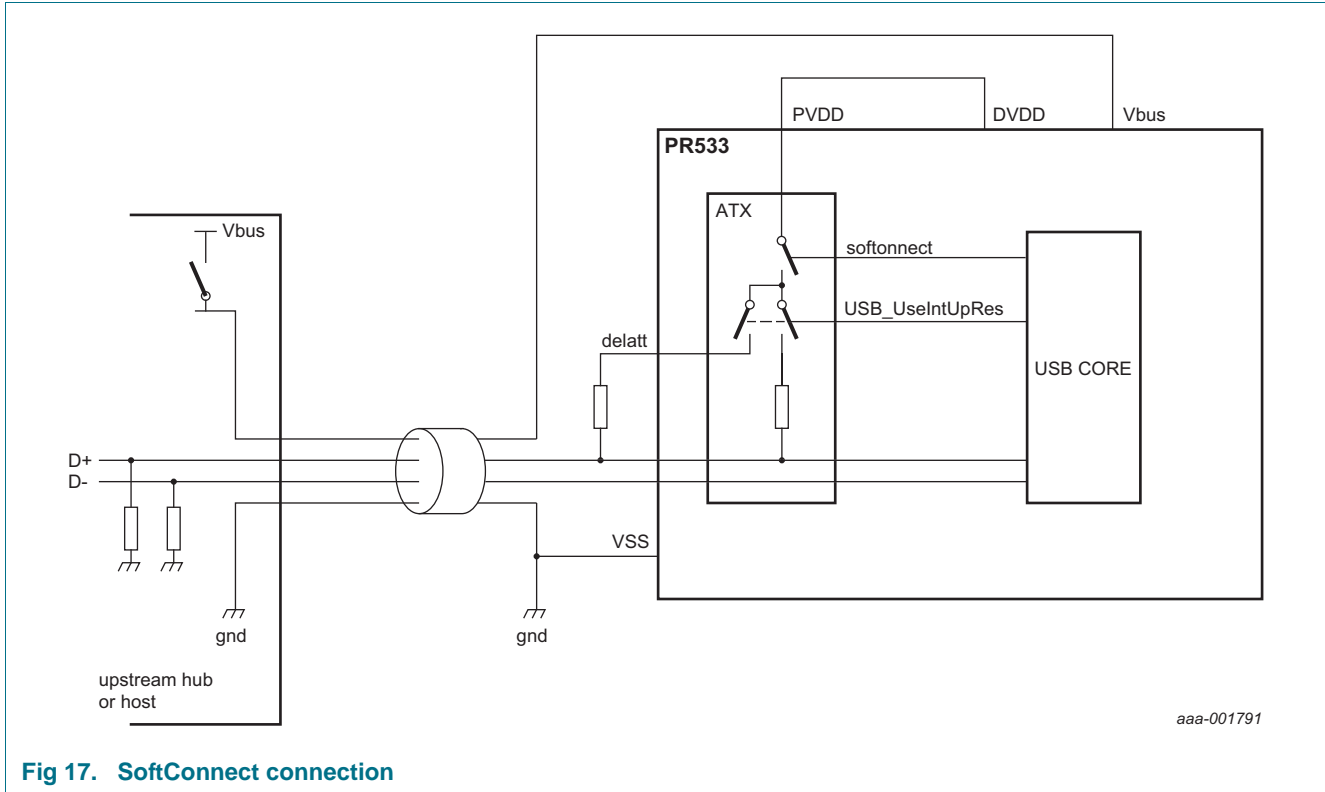 PVDD
DVDD
Vbus
PR533
ATX
Vbus
softonnect
USB_UseIntUpRes
delatt
USB CORE
D+
D-
VSS
gnd
gnd
upstream hub
or host
aaa-001791
Fig 17. SoftConnect connection